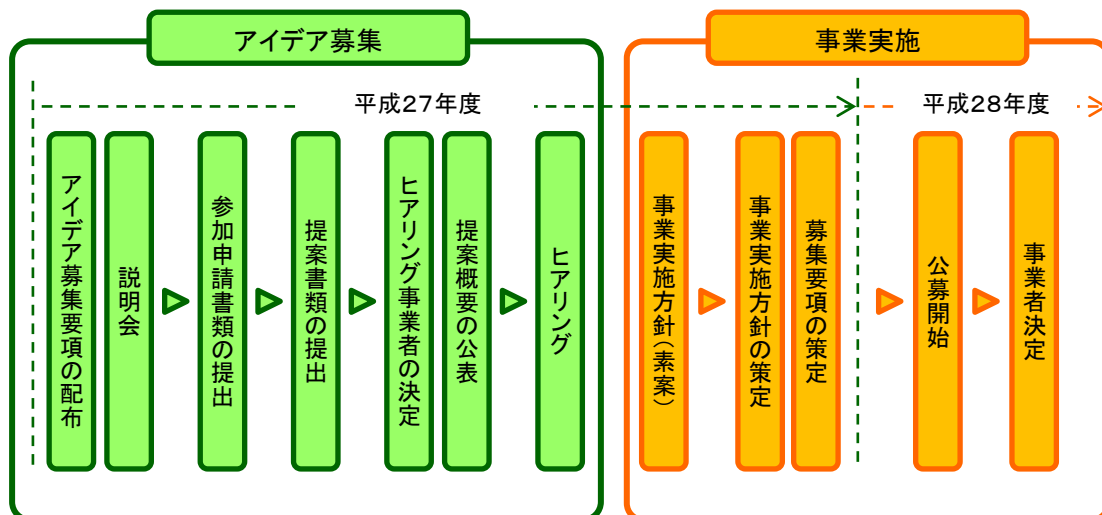 アイデア募集
事業実施
平成27年度
平成28年度
アイデア募集要項の配布
説明会
参加申請書類の提出
提案書類の提出
ヒアリング事業者の決定
提案概要の公表
ヒアリング
事業実施方針（素案）
事業実施方針の策定
募集要項の策定
公募開始
事業者決定